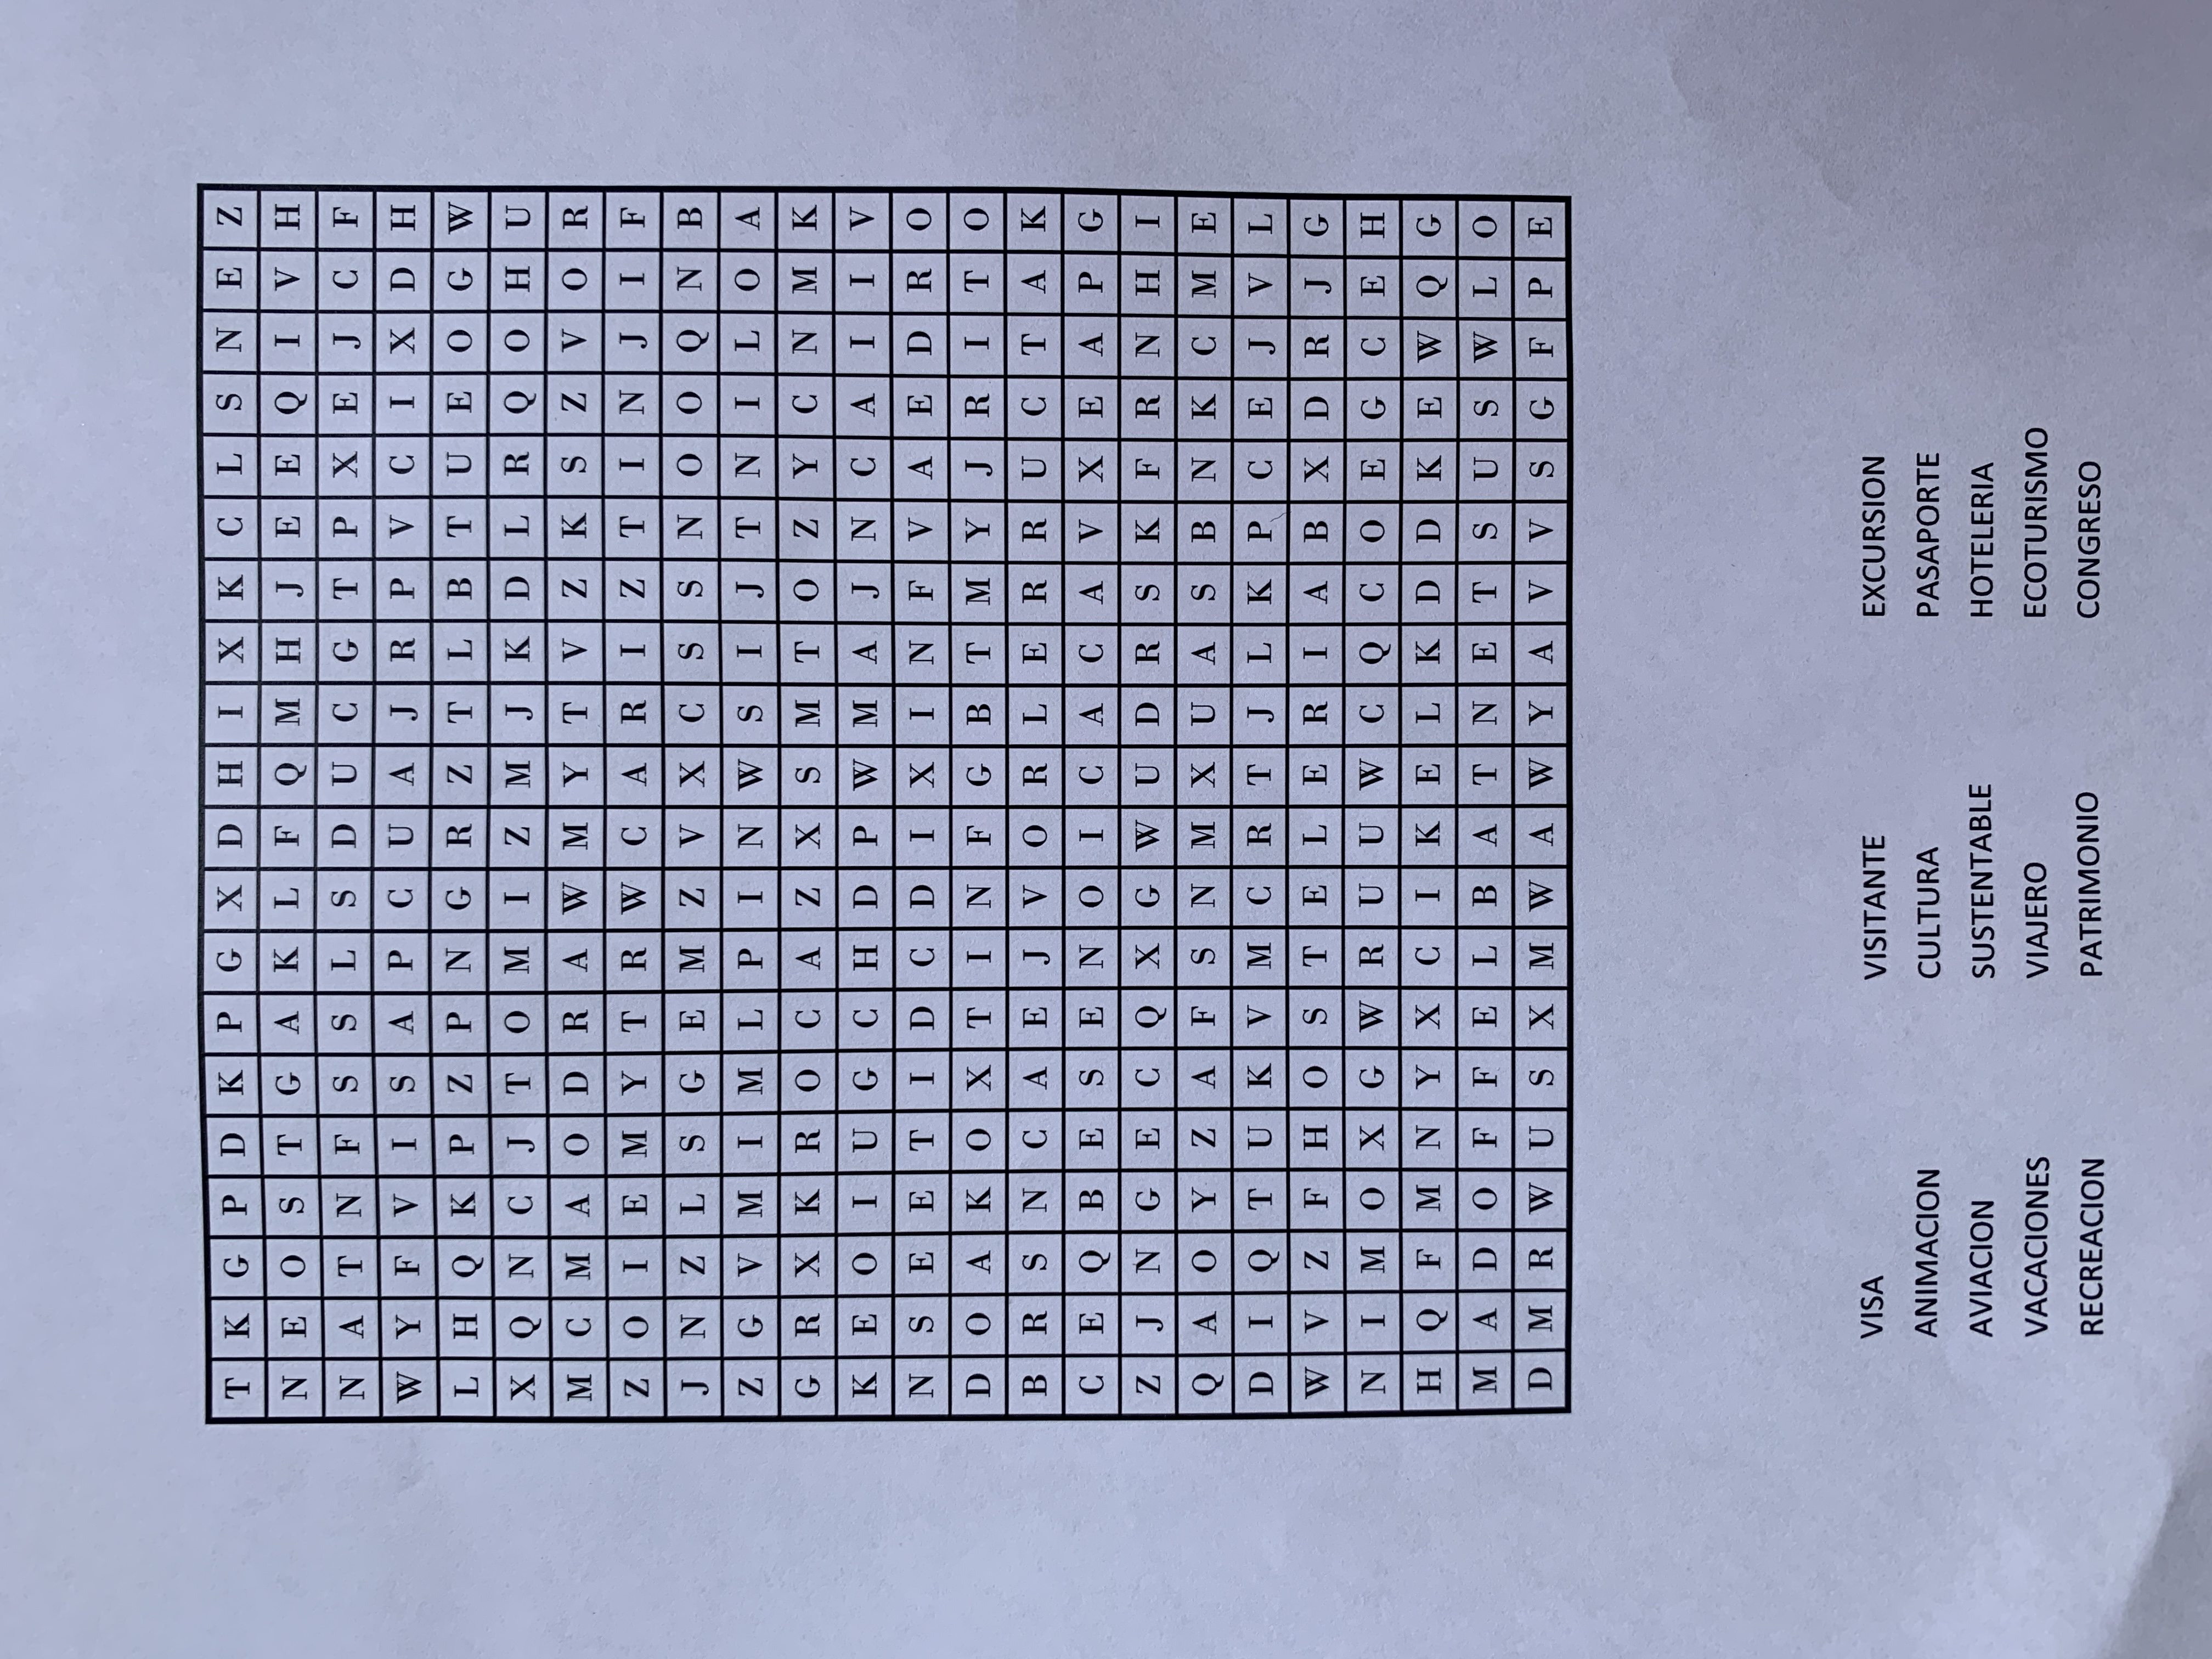 T K G P D K P G X D H I X K C L S N E Z
N E O S T G A K L F Q M H J E E Q I V H
N A T N F S S L S D U C G T P X E J C F
W Y F V I S A P C U A J R P V C I X D H
L H Q K P Z P N G R Z T L B T U E O G W
X Q N C J T O M I Z M J K D L R Q O H U
M C M A O D R A W M Y T V Z K S Z V O R
Z O I E M Y T R W C A R I Z T I N J I F
J N Z L S G E M Z V X C S S N O O Q N B
Z G V M I M L P I N W S I J T N I L O A
G R X K R O C A Z X S M T O Z Y C N M K
K E O I U G C H D P W M A J N C A I I V
N S E E T I D C D I X I N F V A E D R O
D O A K O X T I N F G B T M Y J R I T O
B R S N C A E J V O R L E R R U C T A K
C E Q B E S E N O I C A C A V X E A P G
Z J N G E C Q X G W U D R S K F R N H I
Q A O Y Z A F S N M X U A S B N K C M E
D I Q T U K V M C R T J L K P C E J V L
W V Z F H O S T E L E R I A B X D R J G
N I M O X G W R U U W C Q C O E G C E H
H Q F M N Y X C I K E L K D D K E W Q G
M A D O F F E L B A T N E T S U S W L O
D M R W U S X M W A W Y A V V S G F P E
VISA VISITANTE EXCURSION
ANIMACION CULTURA PASAPORTE
AVIACION SUSTENTABLE HOTELERIA
VACACIONES VIAJERO ECOTURISMO
RECREACION PATRIMONIO CONGRESO